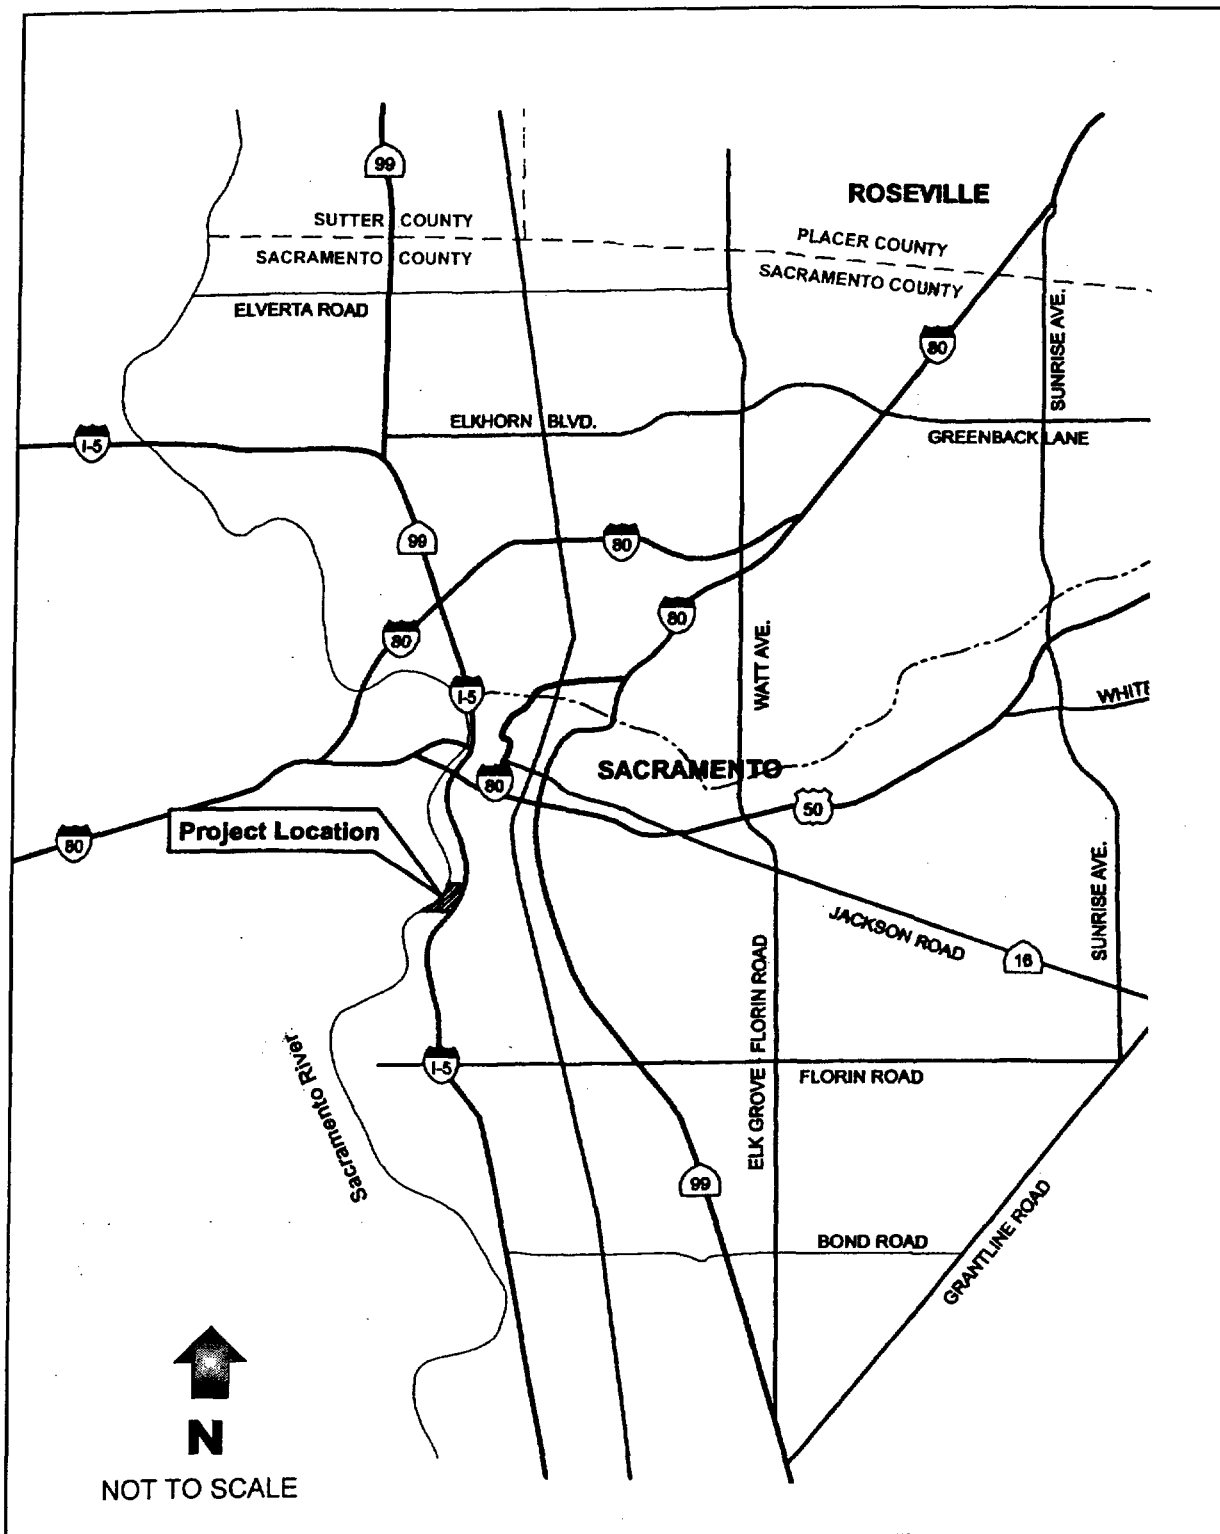 99
ROSEVILLE
SUTTER COUNTY
PLACER COUNTY
SACRAMENTO COUNTY
SACRAMENTO COUNTY
ELVERTA ROAD
80
SUNRISE AVE.
ELKHORN BLVD.
GREENBACK LANE
I-5
99
80
80
80
WATT AVE.
I-5
WHITE
SACRAMENTO
80
50
Project Location
80
JACKSON ROAD
16
SUNRISE AVE.
ELK GROVE - FLORIN ROAD
Sacramento River
I-5
FLORIN ROAD
99
BOND ROAD
GRANTLINE ROAD
N
NOT TO SCALE